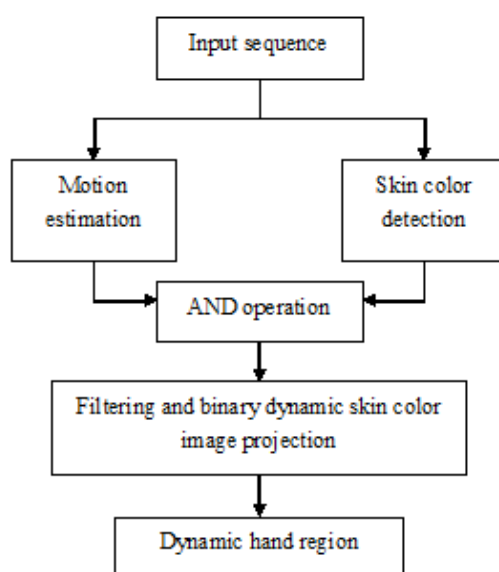 Input sequence
Motion
estimation
Skin color
detection
AND operation
Filtering and binary dynamic skin color
image projection
Dynamic hand region